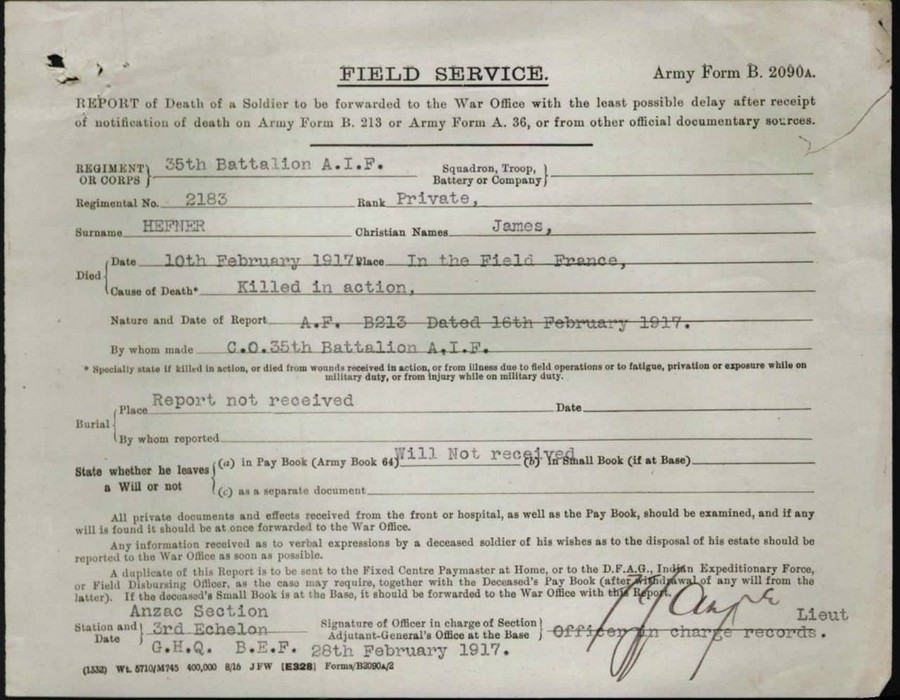 FIELD SERVICE. Army Form B. 2090A.
REPORT of Death of a Soldier to be forwarded to the War Office with the least possible delay after receipt
of notification of death on Army Form B. 213 or Army Form A. 36, or from other official documentary sources.
REGIMENT OR CORPS } 35th Battalion A.I.F. Squadron, Troop, Battery or Company }
Regimental No. 2183 Rank Private,
Surname HEFNER Christian Names James,
Died { Date 10th February 1917. Place In the Field France,
Cause of Death* Killed in action,
Nature and Date of Report A.F. B213 Dated 16th February 1917.
By whom made C.O.35th Battalion A.I.F.
* Specially state if killed in action, or died from wounds received in action, or from illness due to field operations or to fatigue, privation or exposure while on
military duty, or from injury while on military duty.
Burial { Place Report not received Date
By whom reported
State whether he leaves a Will or not { (a) in Pay Book (Army Book 64) Will Not received (b) in Small Book (if at Base)
(c) as a separate document
All private documents and effects received from the front or hospital, as well as the Pay Book, should be examined, and if any
will is found it should be at once forwarded to the War Office.
Any information received as to verbal expressions by a deceased soldier of his wishes as to the disposal of his estate should be
reported to the War Office as soon as possible.
A duplicate of this Report is to be sent to the Fixed Centre Paymaster at Home, or to the D.F.A.G., Indian Expeditionary Force,
or Field Disbursing Officer, as the case may require, together with the Deceased's Pay Book (after withdrawal of any will from the
latter). If the deceased's Small Book is at the Base, it should be forwarded to the War Office with this Report.
Anzac Section
Station and Date } 3rd Echelon Signature of Officer in charge of Section Adjutant-General's Office at the Base } Lieut
Officer in charge records.
G.H.Q. B.E.F. 28th February 1917.
(1332) Wt. 5710/M745 400,000 8/16 J F W [E328] Forms/B2090A/2